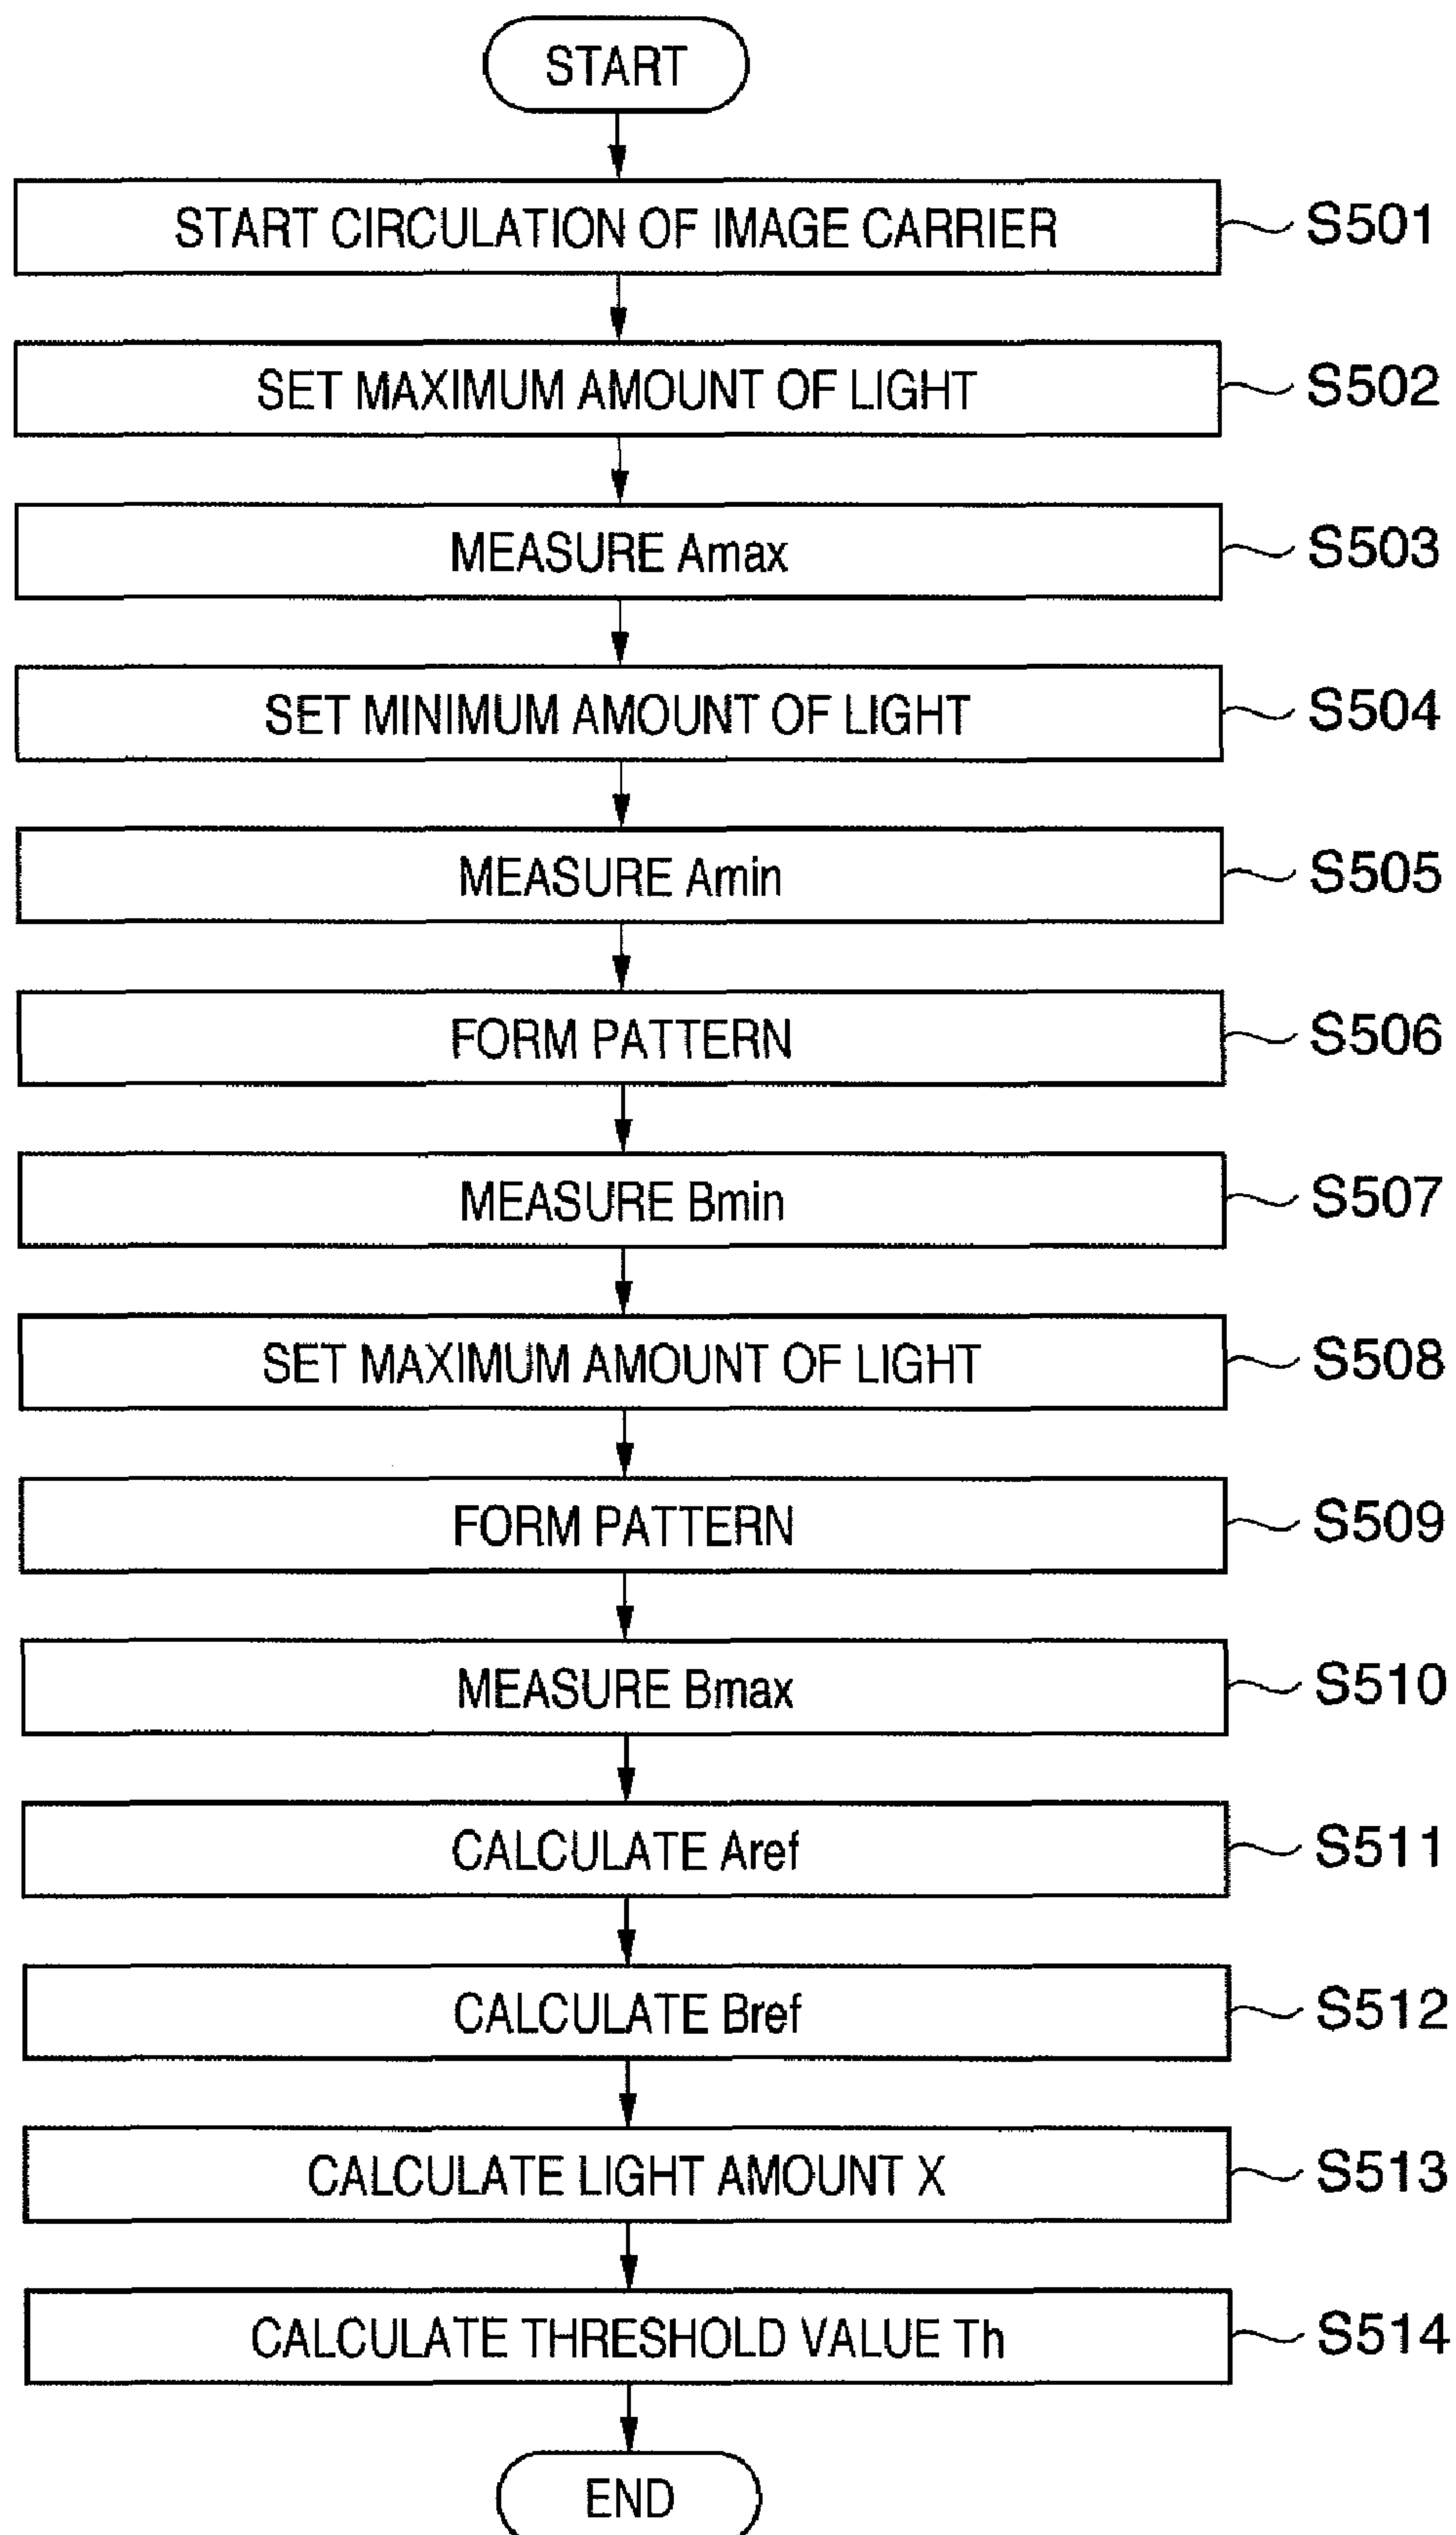 START
START CIRCULATION OF IMAGE CARRIER S501
SET MAXIMUM AMOUNT OF LIGHT S502
MEASURE Amax S503
SET MINIMUM AMOUNT OF LIGHT S504
MEASURE Amin S505
FORM PATTERN S506
MEASURE Bmin S507
SET MAXIMUM AMOUNT OF LIGHT S508
FORM PATTERN S509
MEASURE Bmax S510
CALCULATE Aref S511
CALCULATE Bref S512
CALCULATE LIGHT AMOUNT X S513
CALCULATE THRESHOLD VALUE Th S514
END